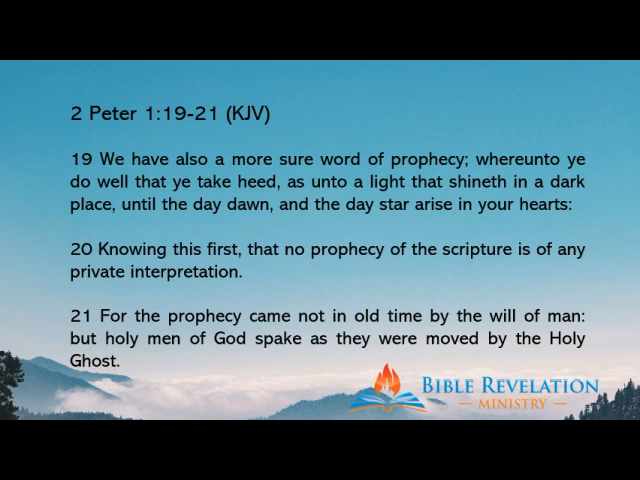 2 Peter 1:19-21 (KJV)
19 We have also a more sure word of prophecy; whereunto ye
do well that ye take heed, as unto a light that shineth in a dark
place, until the day dawn, and the day star arise in your hearts:
20 Knowing this first, that no prophecy of the scripture is of any
private interpretation.
21 For the prophecy came not in old time by the will of man:
but holy men of God spake as they were moved by the Holy
Ghost.
BIBLE REVELATION
— MINISTRY —